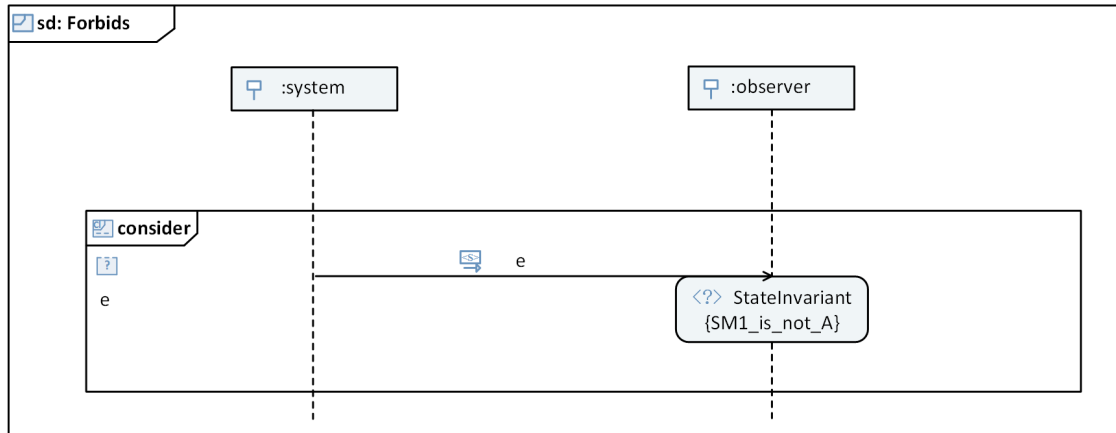 sd: Forbids
:system
:observer
consider
<S>
e
[?]
e
<?> StateInvariant
{SM1_is_not_A}